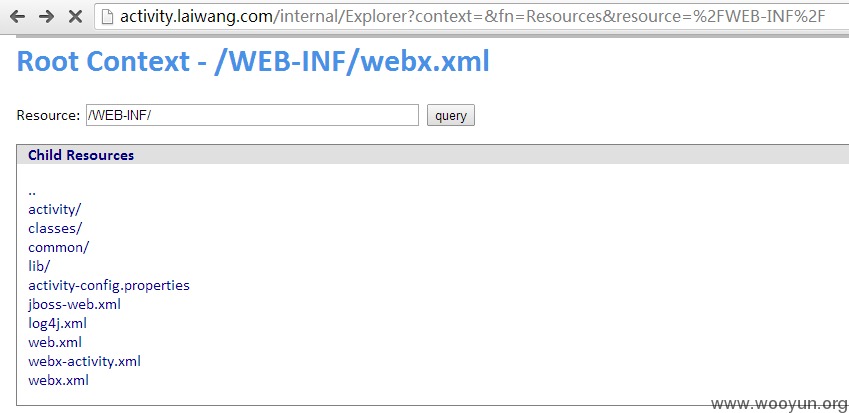 activity.laiwang.com/internal/Explorer?context=&fn=Resources&resource=%2FWEB-INF%2F
Root Context - /WEB-INF/webx.xml
Resource: /WEB-INF/ query
Child Resources
..
activity/
classes/
common/
lib/
activity-config.properties
jboss-web.xml
log4j.xml
web.xml
webx-activity.xml
webx.xml
www.wooyun.org